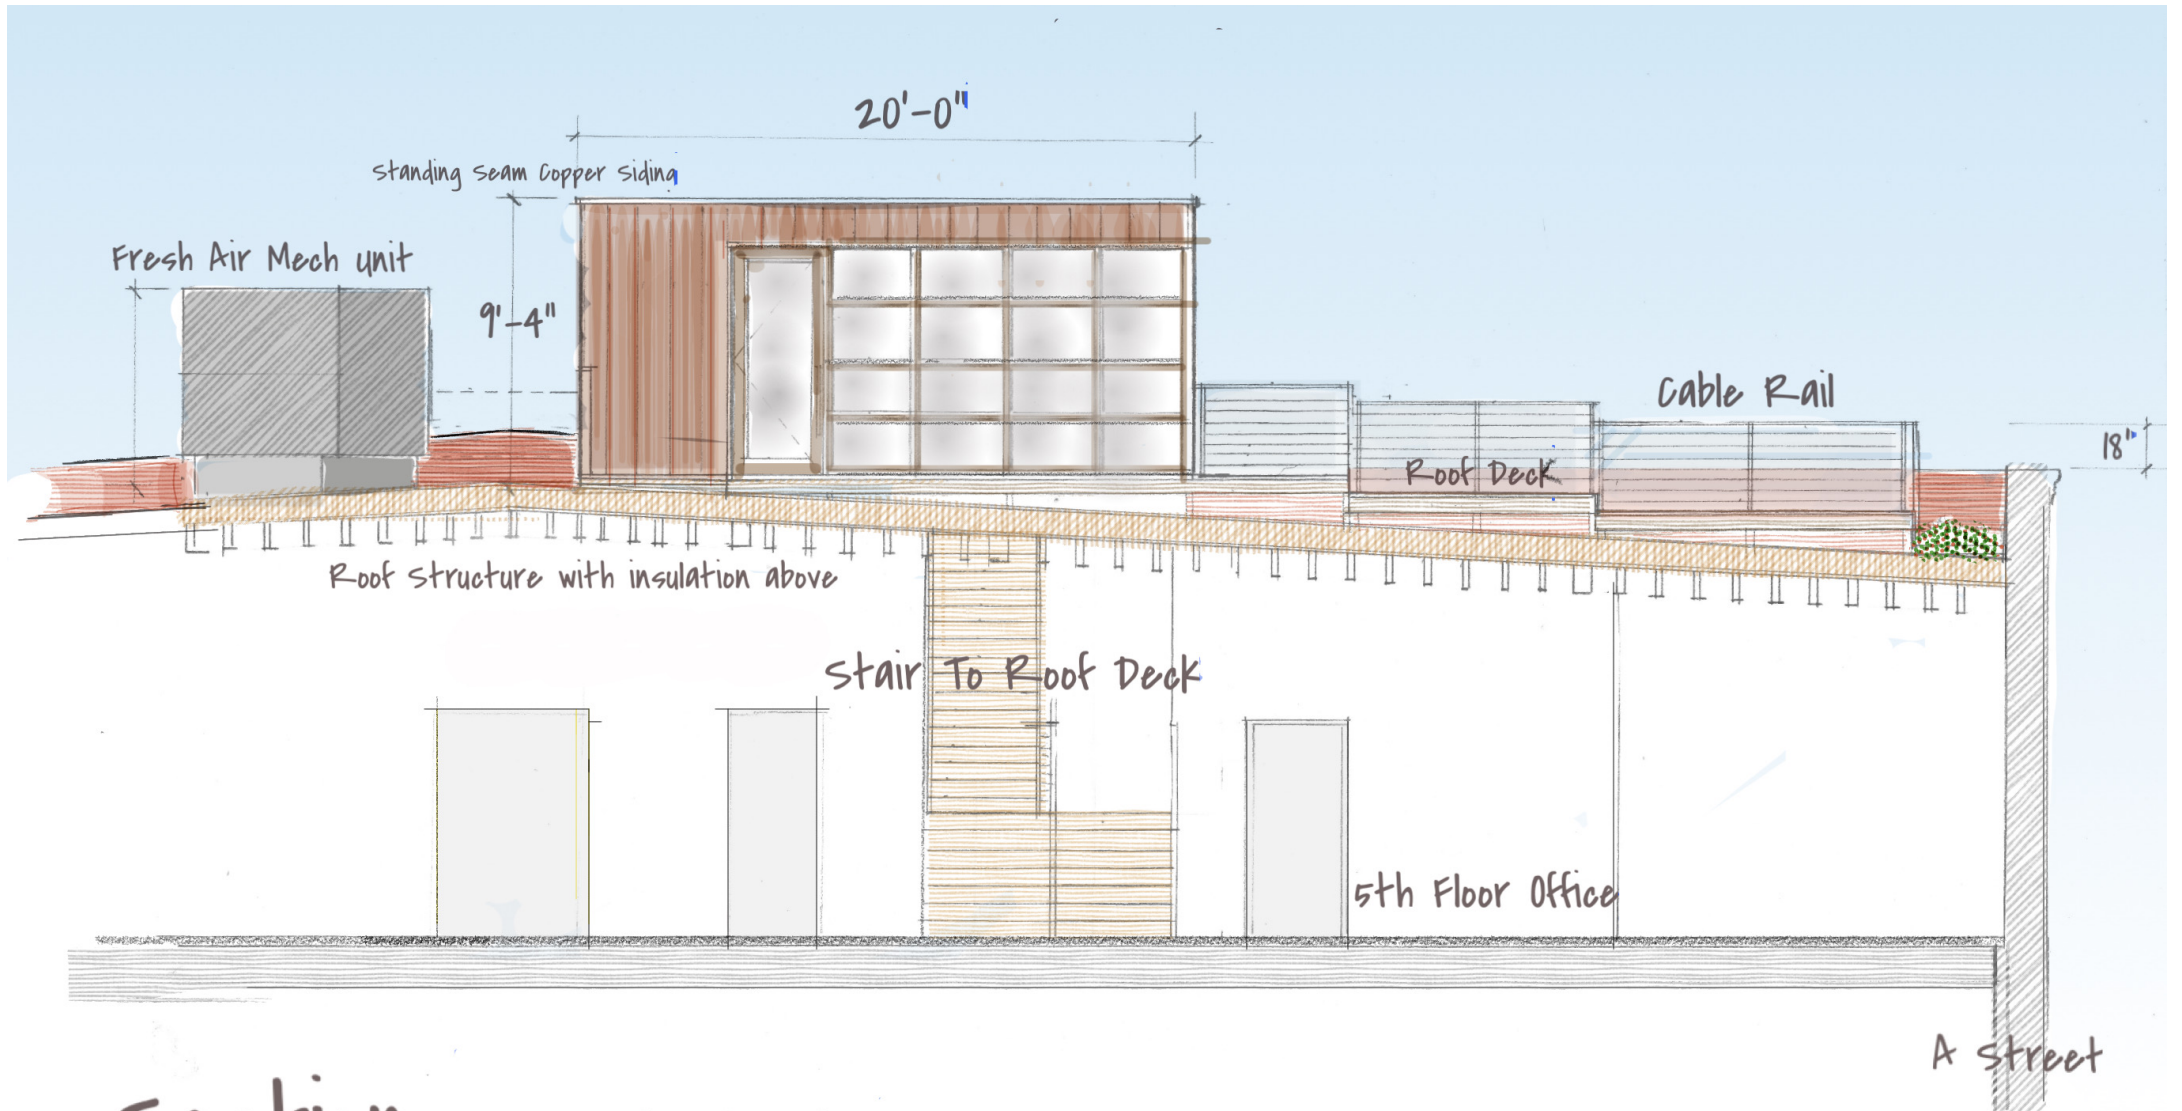 20'-0"
Standing Seam Copper Siding
Fresh Air Mech unit
9'-4"
Cable Rail
18"
Roof Deck
Roof Structure with insulation above
Stair To Roof Deck
5th Floor Office
A Street